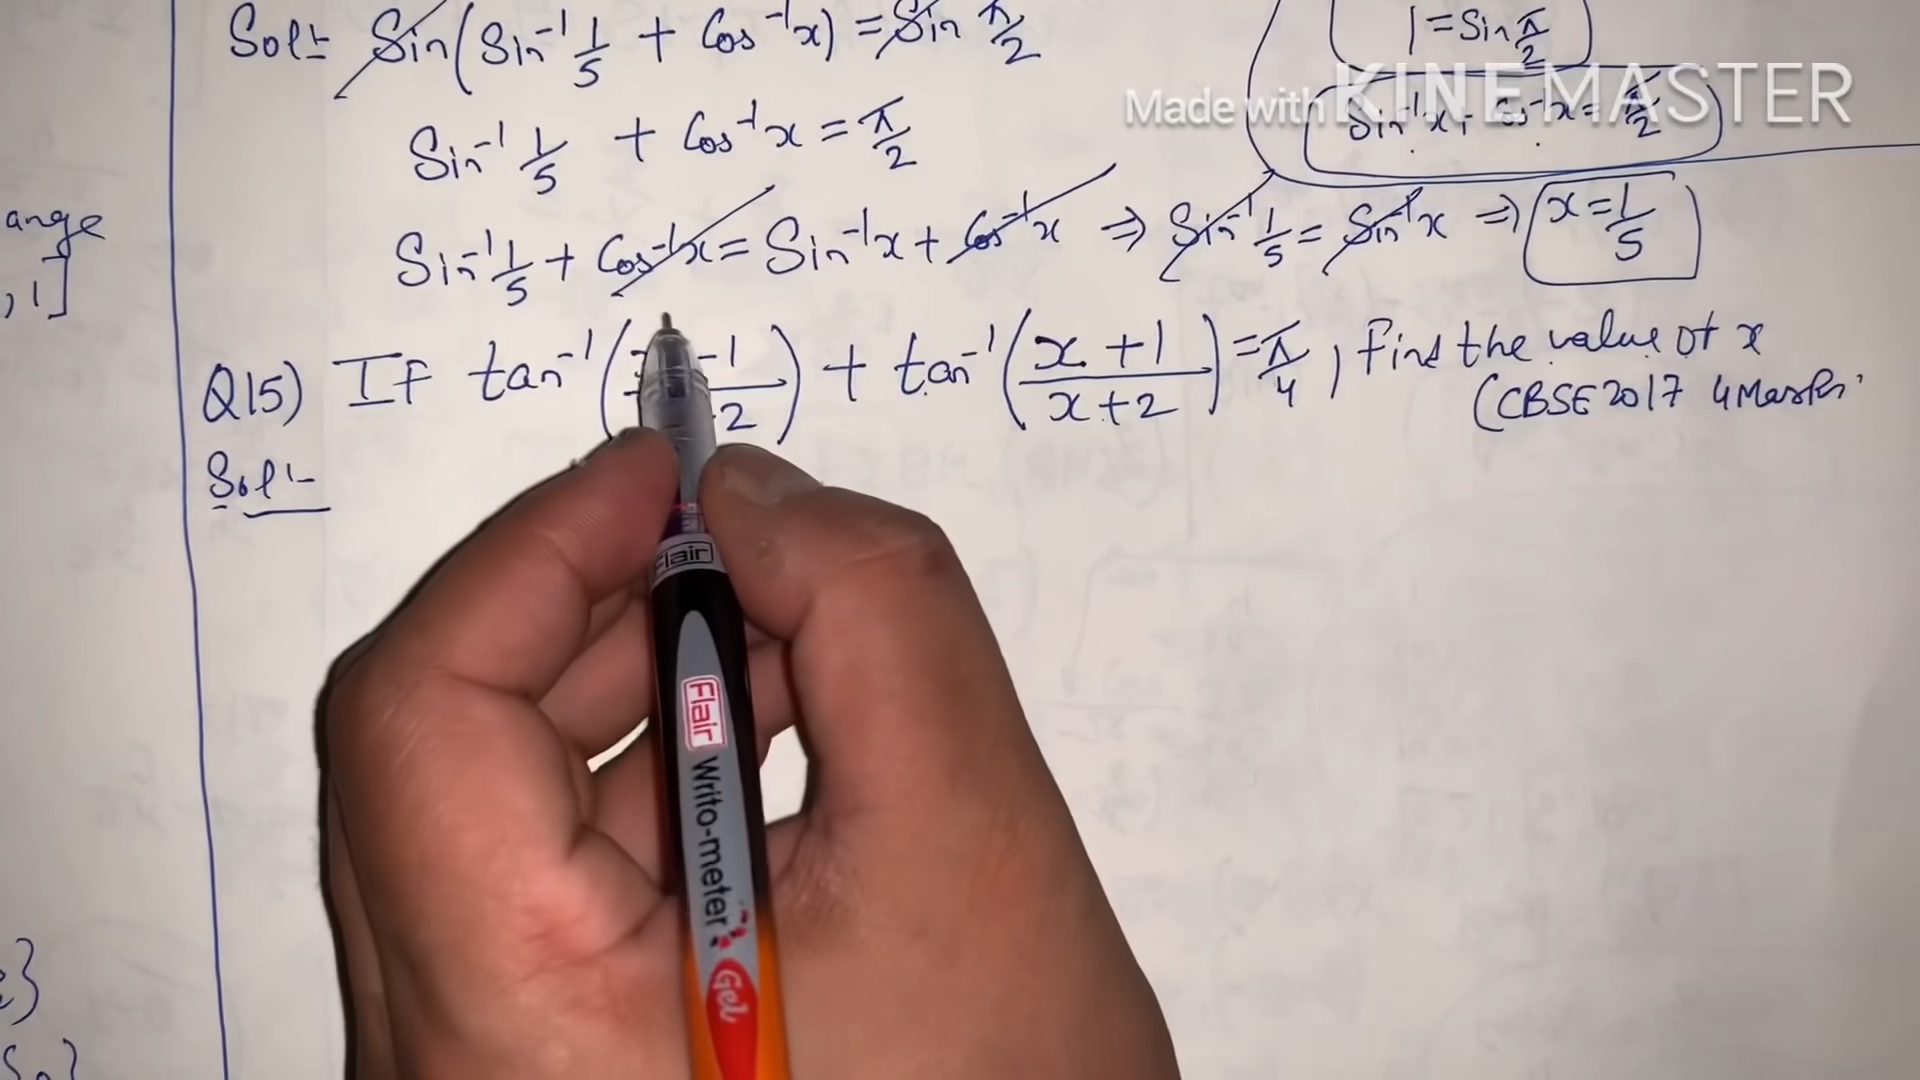 Sol:- Sin(Sin⁻¹ 1/5 + Cos⁻¹x) = Sin π/2
1 = Sin π/2
Made with KINEMASTER
Sin⁻¹x + Cos⁻¹x = π/2
Sin⁻¹ 1/5 + Cos⁻¹x = π/2
Sin⁻¹ 1/5 + Cos⁻¹x = Sin⁻¹x + Cos⁻¹x ⇒ Sin⁻¹ 1/5 = Sin⁻¹x ⇒ x = 1/5
ange
, 1]
Q15) If tan⁻¹( -1 / -2 ) + tan⁻¹( x+1 / x+2 ) = π/4 , Find the value of x
(CBSE 2017 4 Marks
Sol:-
Flair
Flair
Writo-meter
Gel